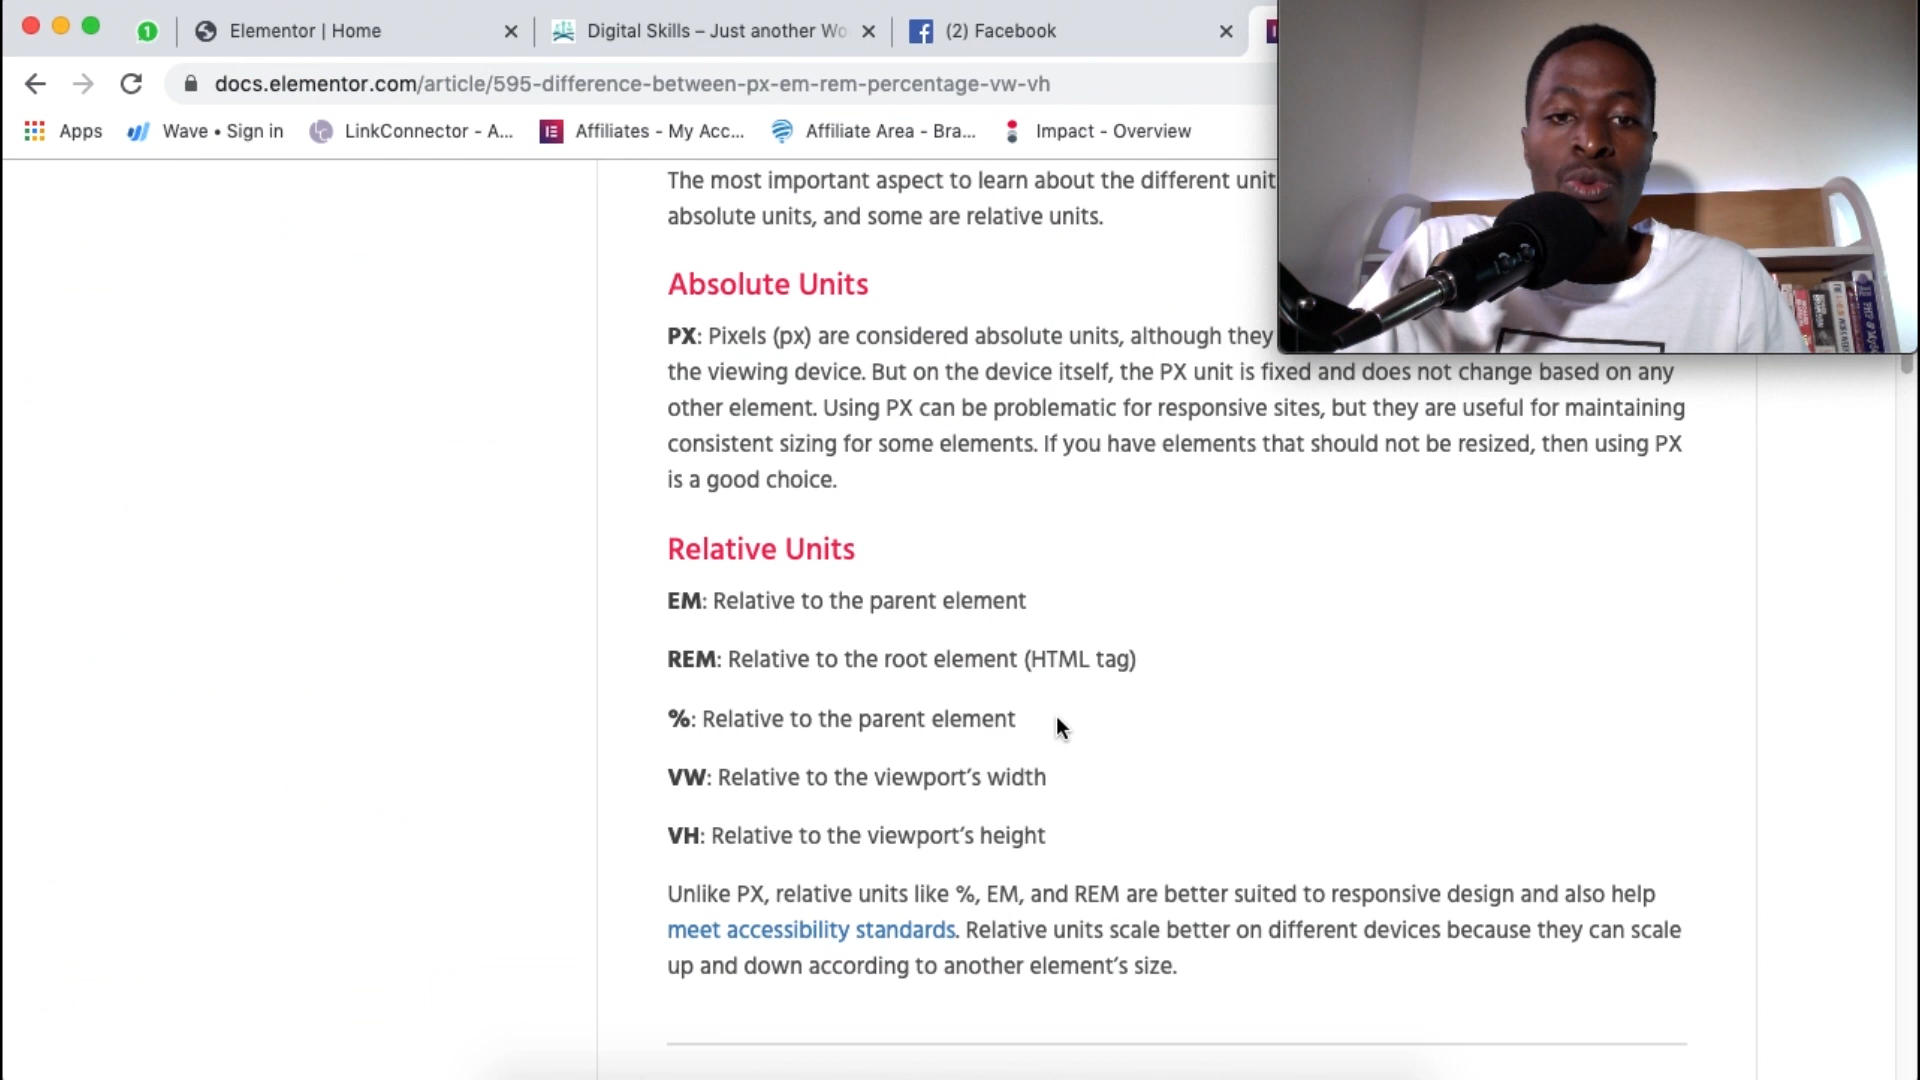 1
Elementor | Home
Digital Skills – Just another Wo
(2) Facebook
docs.elementor.com/article/595-difference-between-px-em-rem-percentage-vw-vh
Apps
Wave • Sign in
LinkConnector - A...
Affiliates - My Acc...
Affiliate Area - Bra...
Impact - Overview
The most important aspect to learn about the different unit
absolute units, and some are relative units.
Absolute Units
PX: Pixels (px) are considered absolute units, although they
the viewing device. But on the device itself, the PX unit is fixed and does not change based on any
other element. Using PX can be problematic for responsive sites, but they are useful for maintaining
consistent sizing for some elements. If you have elements that should not be resized, then using PX
is a good choice.
Relative Units
EM: Relative to the parent element
REM: Relative to the root element (HTML tag)
%: Relative to the parent element
VW: Relative to the viewport's width
VH: Relative to the viewport's height
Unlike PX, relative units like %, EM, and REM are better suited to responsive design and also help
meet accessibility standards. Relative units scale better on different devices because they can scale
up and down according to another element's size.